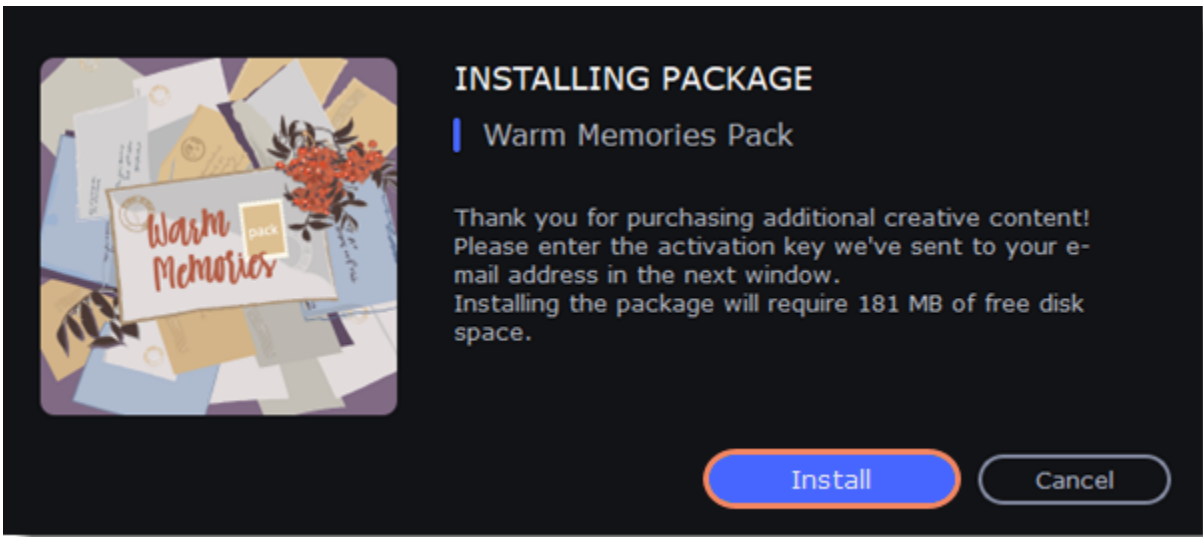 INSTALLING PACKAGE
Warm Memories Pack
Warm
pack
Memories
Thank you for purchasing additional creative content!
Please enter the activation key we've sent to your e-
mail address in the next window.
Installing the package will require 181 MB of free disk
space.
Install
Cancel